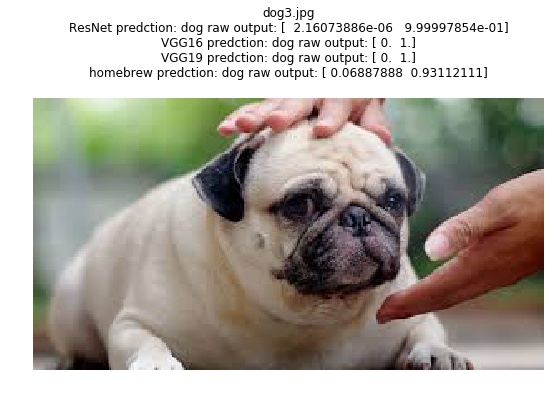 dog3.jpg
ResNet predction: dog raw output: [  2.16073886e-06   9.99997854e-01]
VGG16 predction: dog raw output: [ 0.  1.]
VGG19 predction: dog raw output: [ 0.  1.]
homebrew predction: dog raw output: [ 0.06887888  0.93112111]